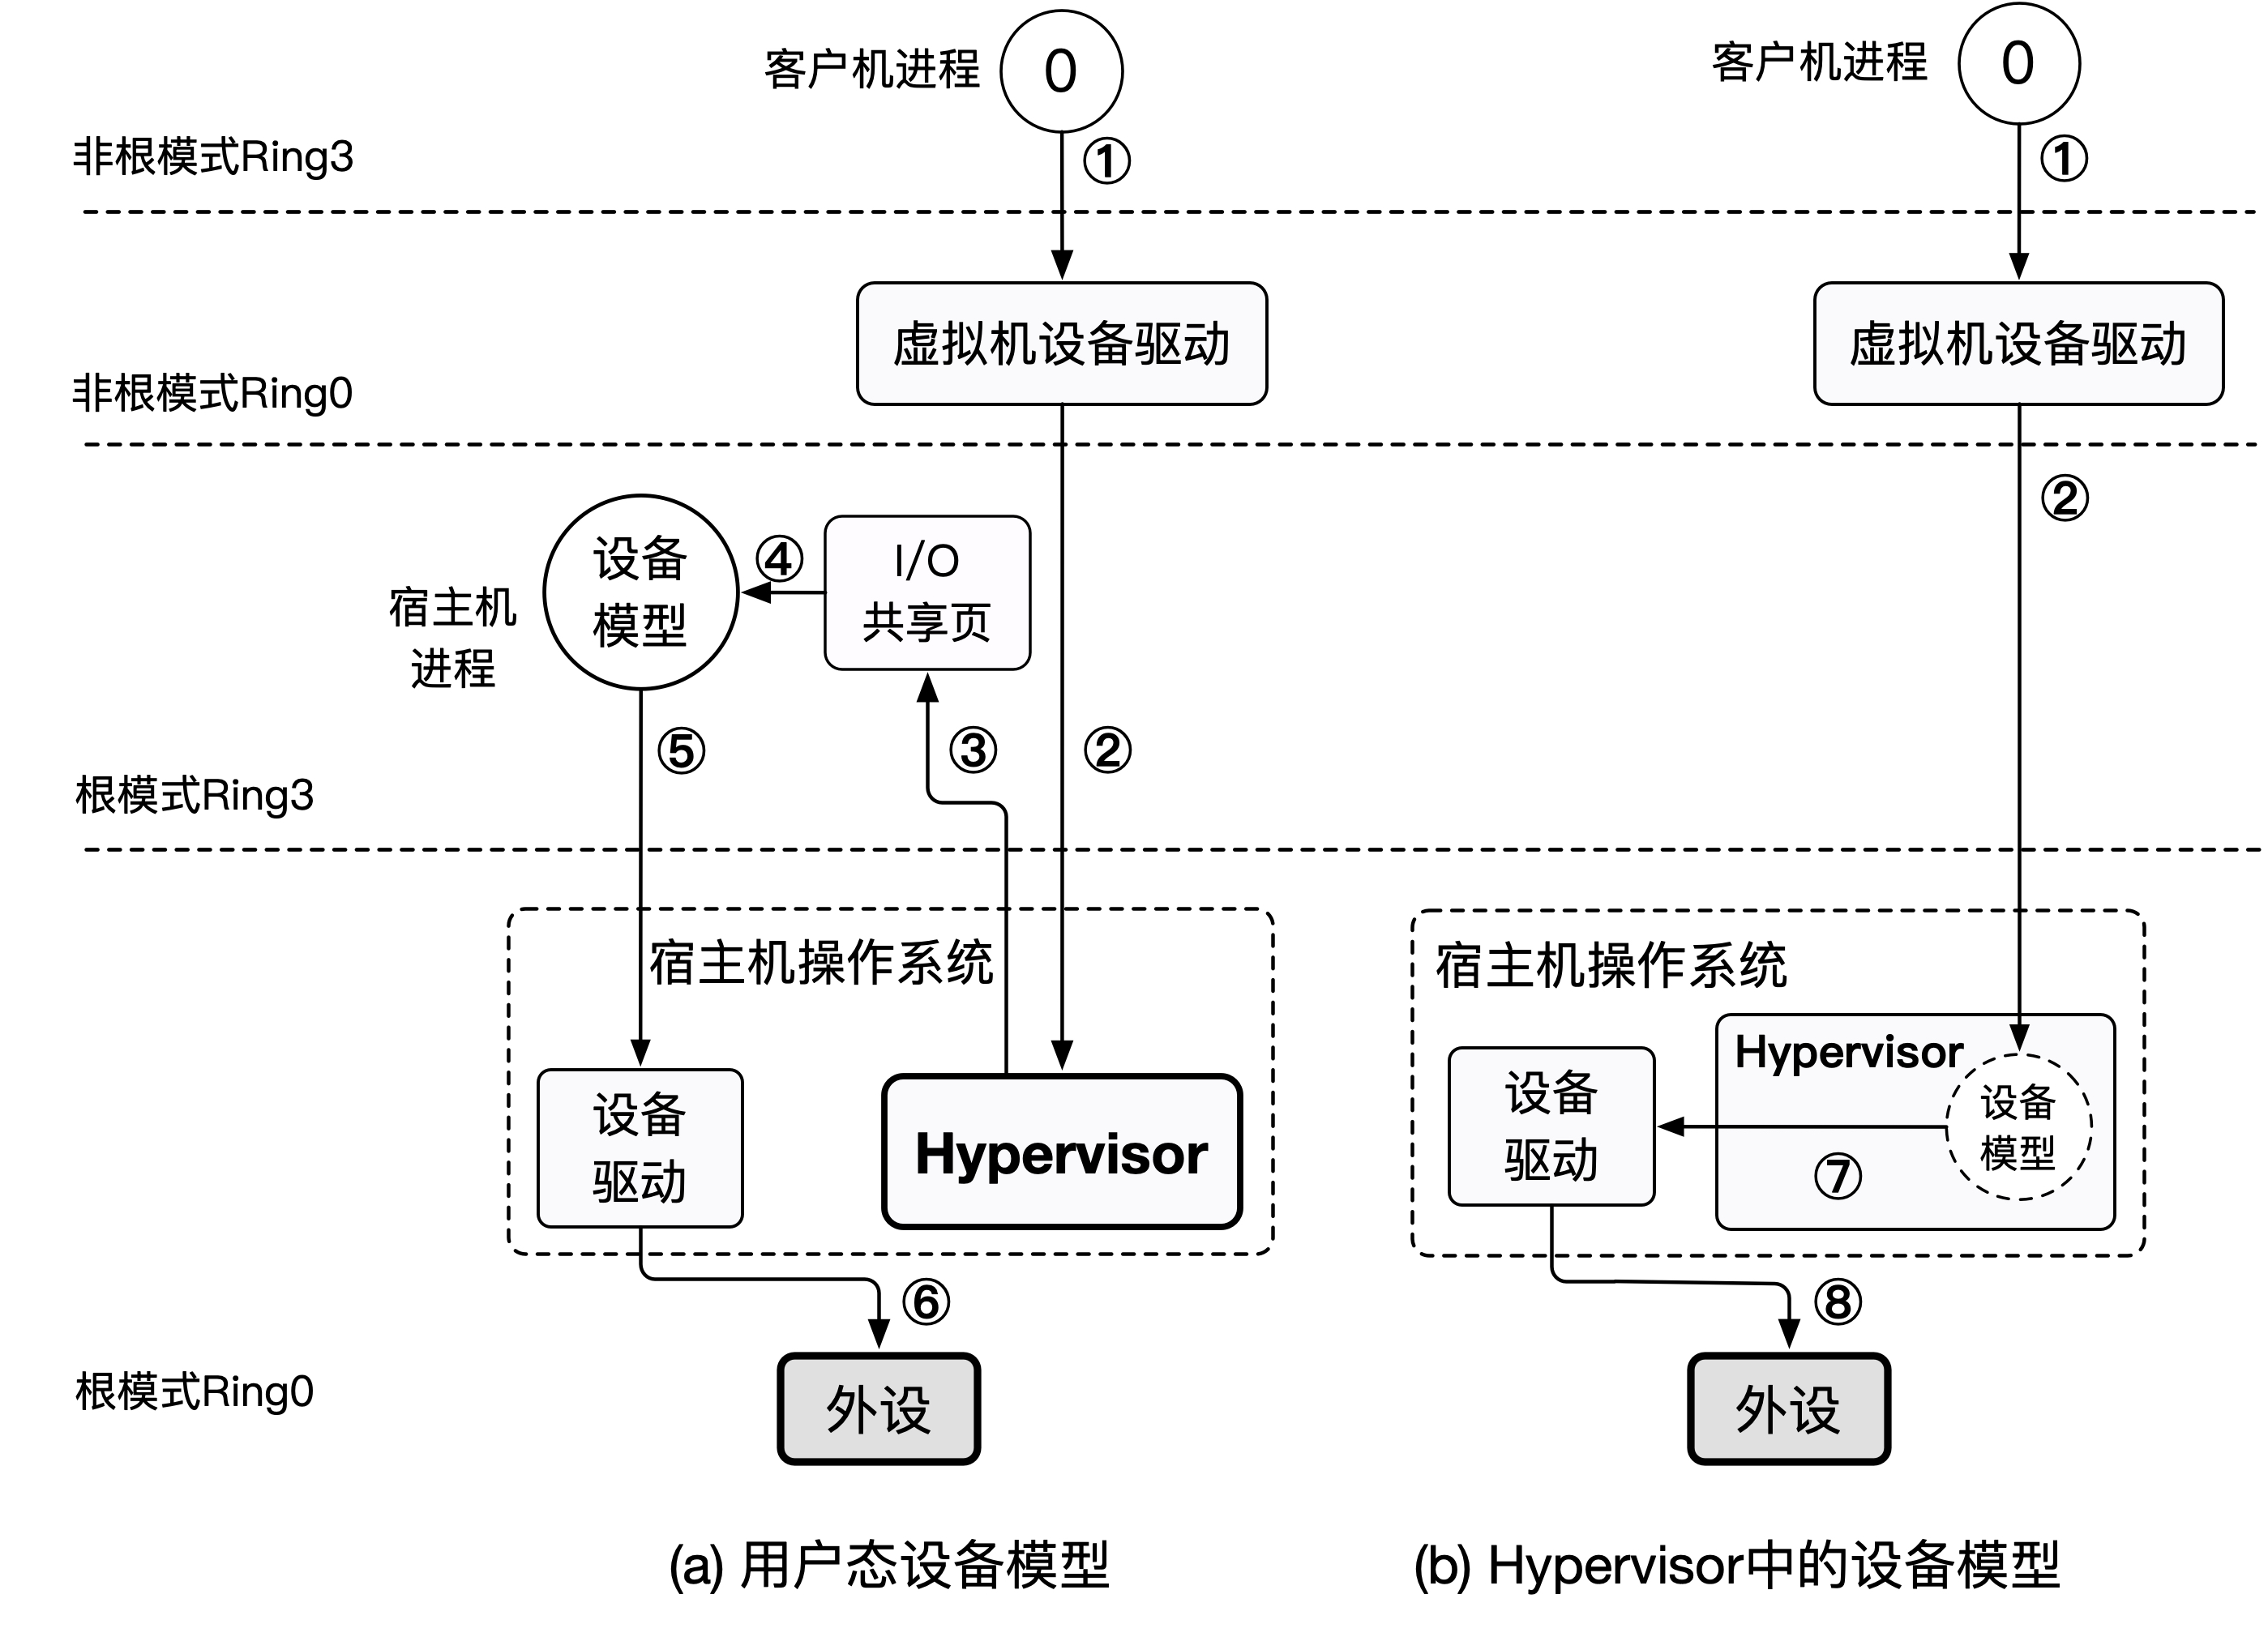 客户机进程
0
客户机进程
0
非根模式Ring3
①
①
虚拟机设备驱动
虚拟机设备驱动
非根模式Ring0
②
设备
模型
④
I/O
共享页
宿主机
进程
⑤
③
②
根模式Ring3
宿主机操作系统
宿主机操作系统
设备
驱动
Hypervisor
设备
驱动
Hypervisor
设备
模型
⑦
⑥
⑧
根模式Ring0
外设
外设
(a) 用户态设备模型
(b) Hypervisor中的设备模型